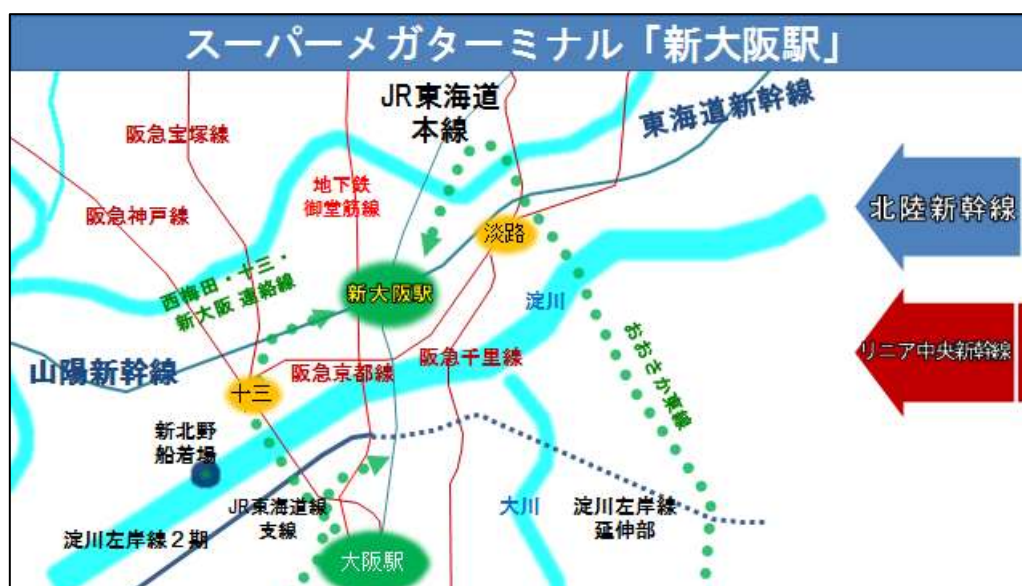 スーパーメガターミナル「新大阪駅」
JR東海道
本線
東海道新幹線
阪急宝塚線
地下鉄
御堂筋線
阪急神戸線
北陸新幹線
淡路
西梅田・十三・
新大阪 連絡線
新大阪駅
淀川
おおさか東線
リニア中央新幹線
山陽新幹線
阪急京都線
阪急千里線
十三
新北野
船着場
JR東海道線
支線
大川
淀川左岸線
延伸部
淀川左岸線2期
大阪駅